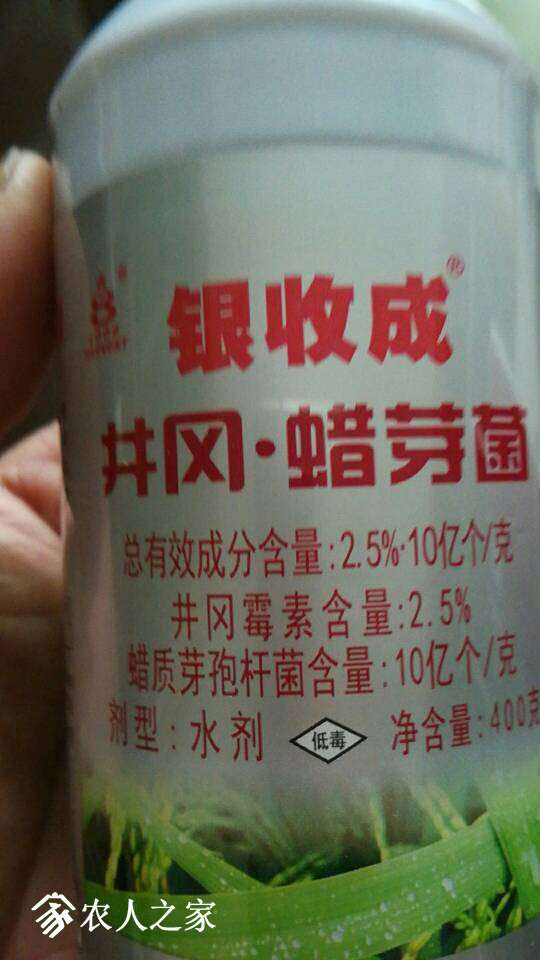 银收成®
井冈·蜡芽菌
总有效成分含量:2.5%·10亿个/克
井冈霉素含量:2.5%
蜡质芽孢杆菌含量:10亿个/克
剂型:水剂 低毒 净含量:400克
农人之家